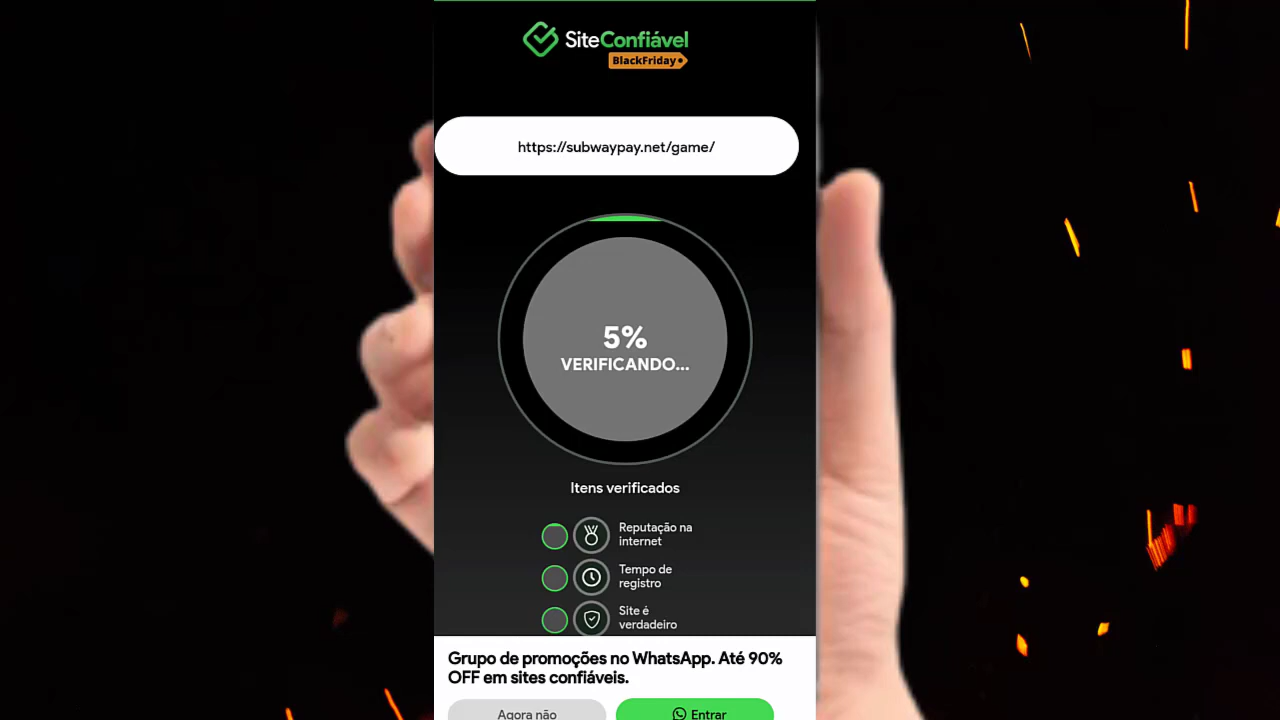 SiteConfiável
BlackFriday
https://subwaypay.net/game/
5%
VERIFICANDO...
Itens verificados
Reputação na
internet
Tempo de
registro
Site é
verdadeiro
Grupo de promoções no WhatsApp. Até 90%
OFF em sites confiáveis.
Agora não
Entrar